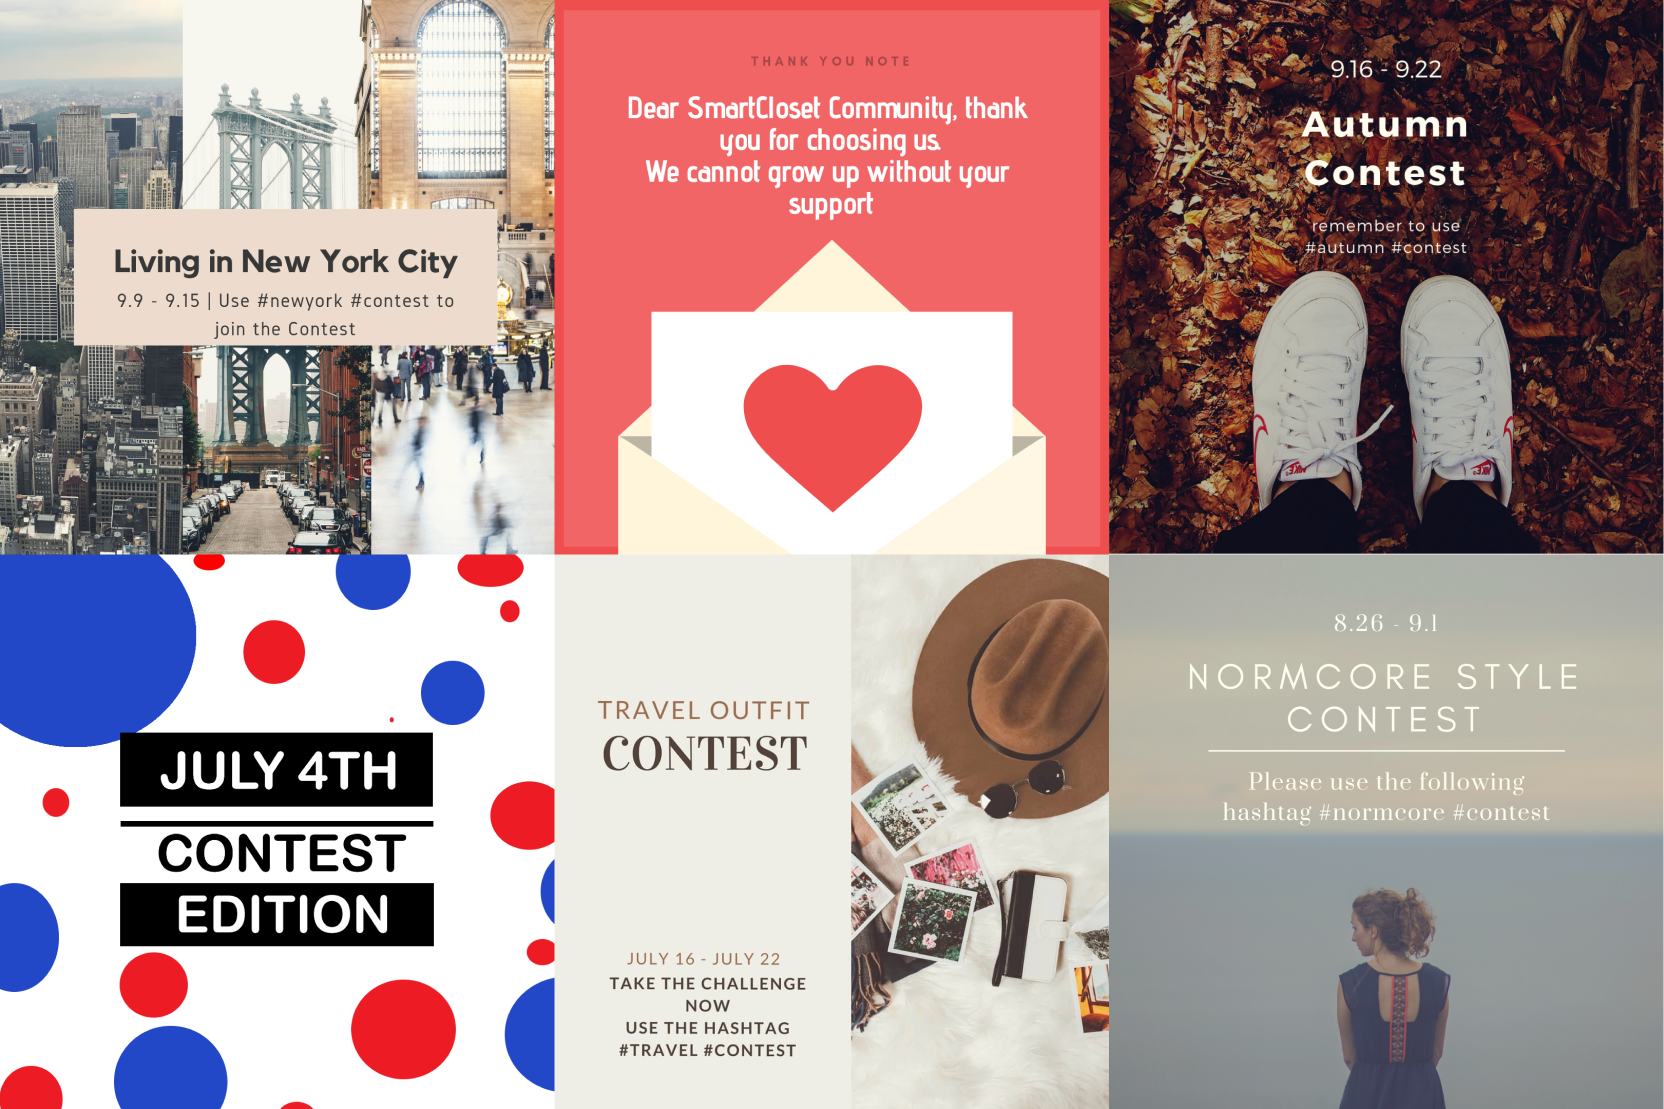 Living in New York City
9.9 - 9.15 | Use #newyork #contest to
join the Contest
THANK YOU NOTE
Dear SmartCloset Community, thank
you for choosing us.
We cannot grow up without your
support
9.16 - 9.22
Autumn
Contest
remember to use
#autumn #contest
NIKE
NIKE
JULY 4TH
CONTEST
EDITION
TRAVEL OUTFIT
CONTEST
JULY 16 - JULY 22
TAKE THE CHALLENGE
NOW
USE THE HASHTAG
#TRAVEL #CONTEST
8.26 - 9.1
NORMCORE STYLE
CONTEST
Please use the following
hashtag #normcore #contest